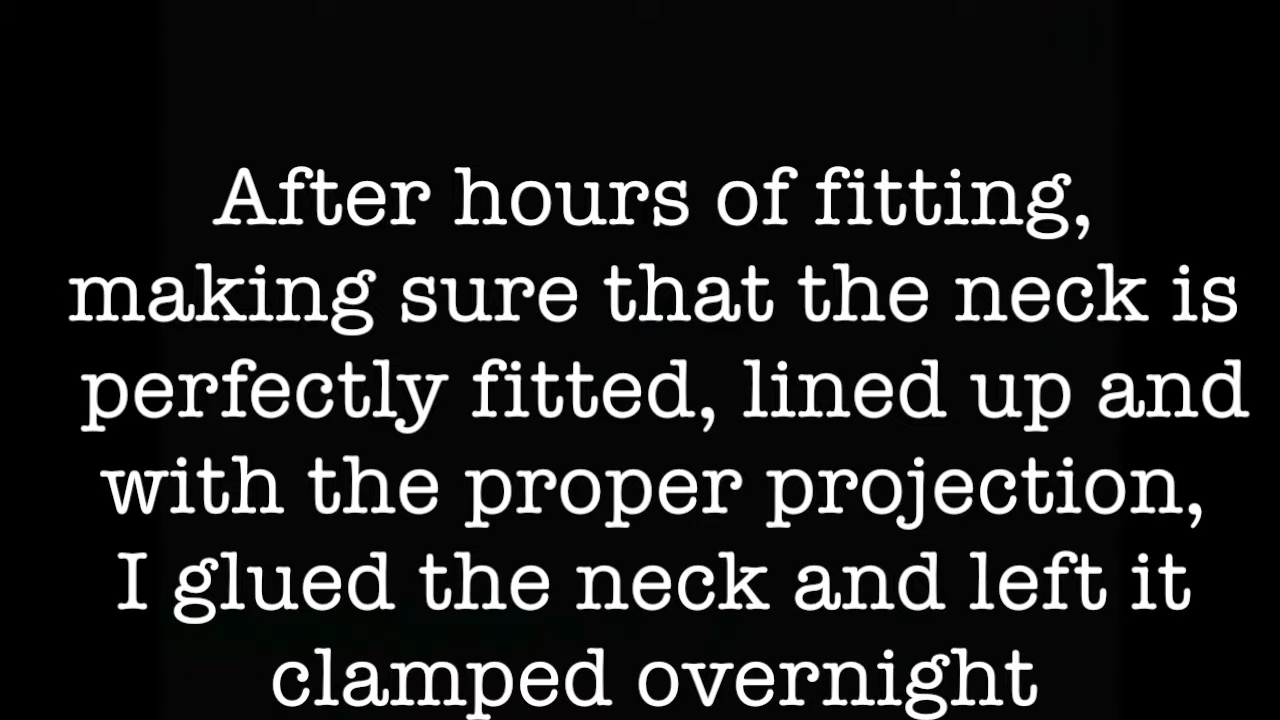 After hours of fitting,
making sure that the neck is
perfectly fitted, lined up and
with the proper projection,
I glued the neck and left it
clamped overnight